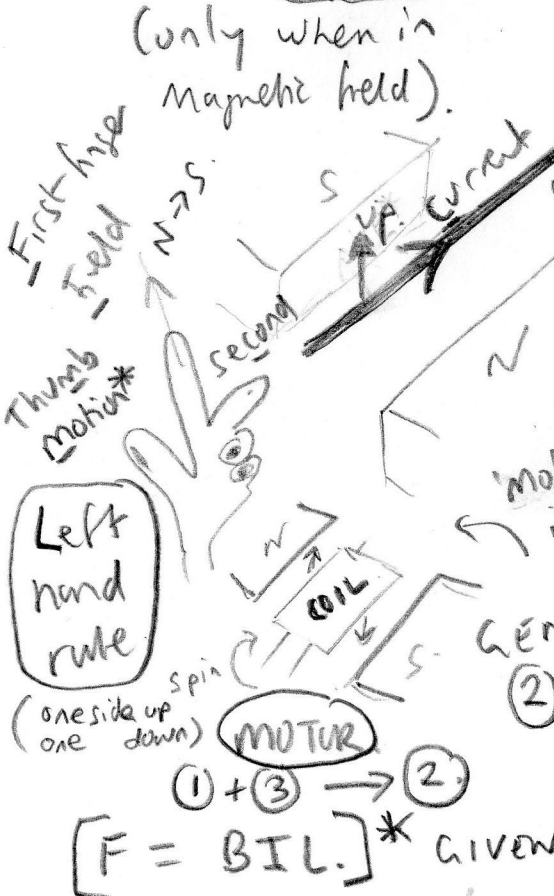 (only when in
Magnetic field).
First finger
field
N → S
S
up.
Current
Second
Thumb
motion*
N
Left
hand
rule
N
COIL
S
spin
(one side up
one down)
MOTOR
GEN
②
① + ③ → ②
[F = BIL.]* GIVEN